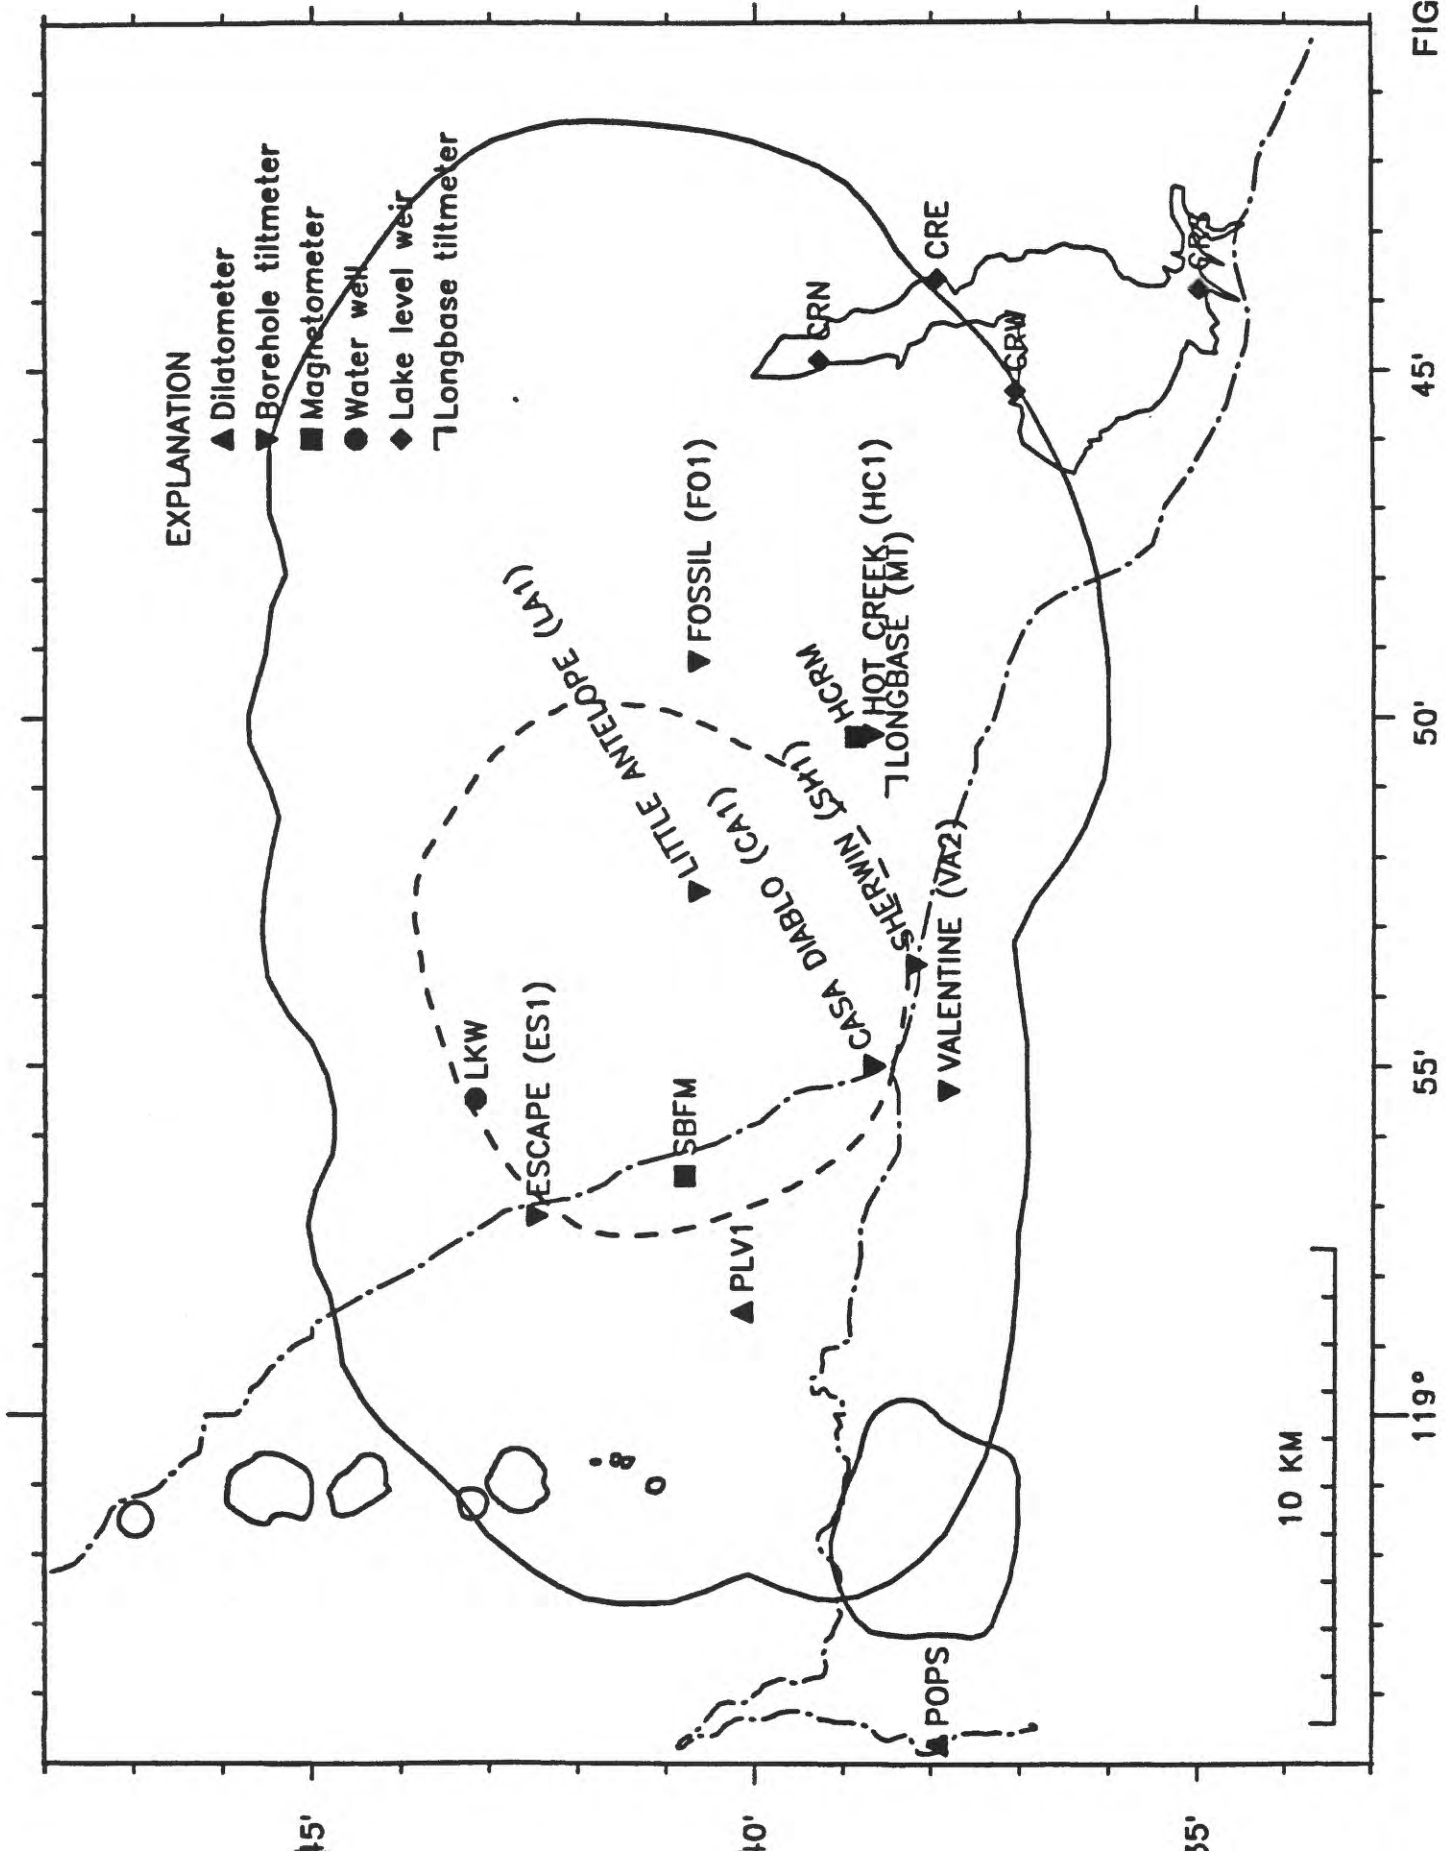 EXPLANATION
Dilatometer
Borehole tiltmeter
Magnetometer
Water well
Lake level weir
Longbase tiltmeter
LKW
ESCAPE (ES1)
LITTLE ANTELOPE (LA1)
FOSSIL (FO1)
SBFM
PLV1
CASA DIABLO (CA1)
HCRM
HOT CREEK (HC1)
LONGBASE (MT)
SHERWIN (SH1)
VALENTINE (VA2)
CRN
CRE
CRW
POPS
10 KM
45'
40'
35'
119°
55'
50'
45'
FIG